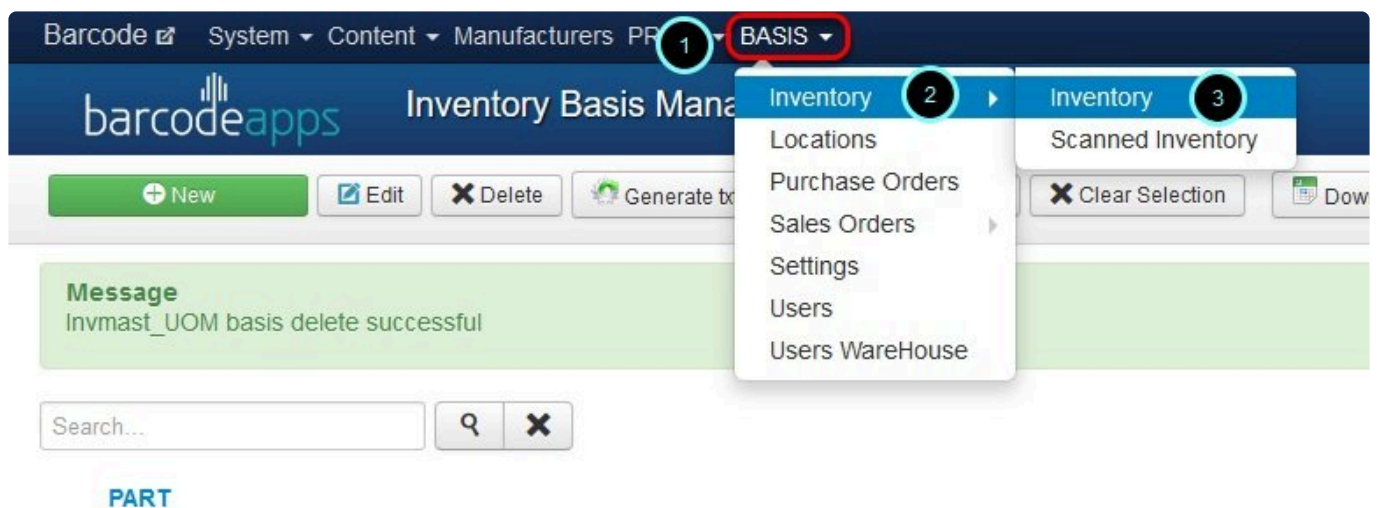 Barcode System Content Manufacturers PR 1 BASIS
barcodeapps Inventory Basis Mana
Inventory 2 Inventory 3
Locations Scanned Inventory
New Edit Delete Generate tx Purchase Orders Clear Selection Dow
Sales Orders
Settings
Message
Invmast_UOM basis delete successful
Users
Users WareHouse
Search...
PART